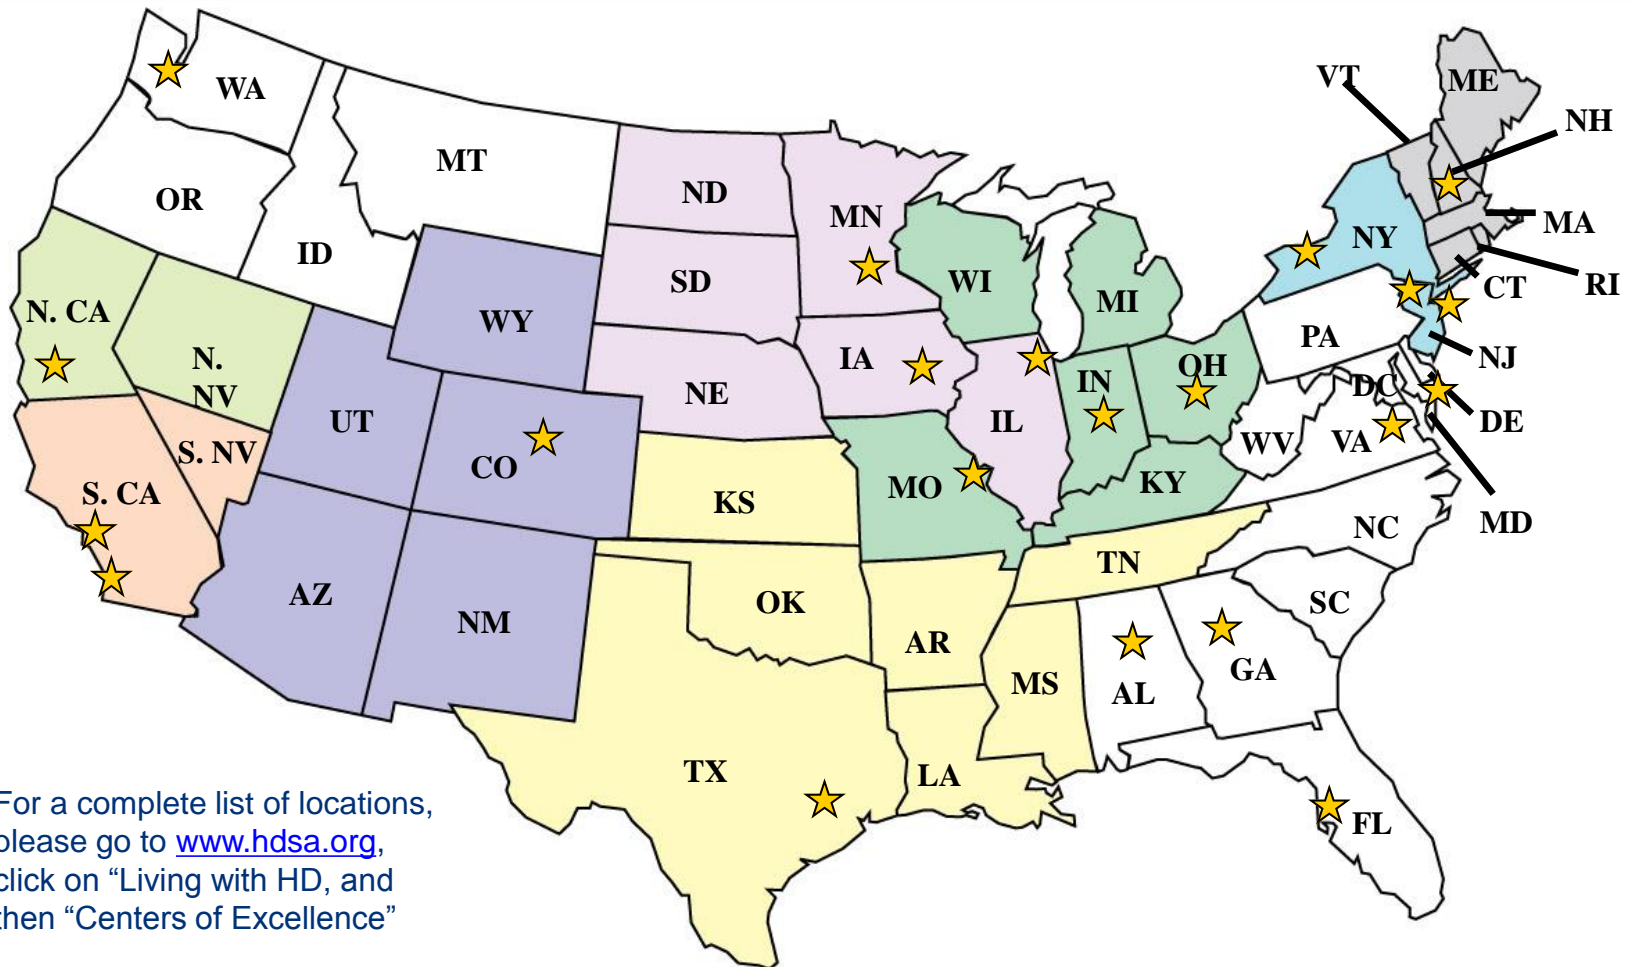 VT
ME
WA
NH
MT
ND
OR
MN
MA
NY
ID
WI
SD
CT
RI
MI
N. CA
WY
PA
IA
N.
NV
OH
NJ
IN
DC
NE
UT
IL
DE
WV
VA
S. NV
CO
MO
KY
S. CA
KS
MD
NC
TN
AZ
OK
SC
NM
AR
GA
MS
AL
TX
LA
FL
For a complete list of locations,
please go to www.hdsa.org,
click on “Living with HD, and
then “Centers of Excellence”